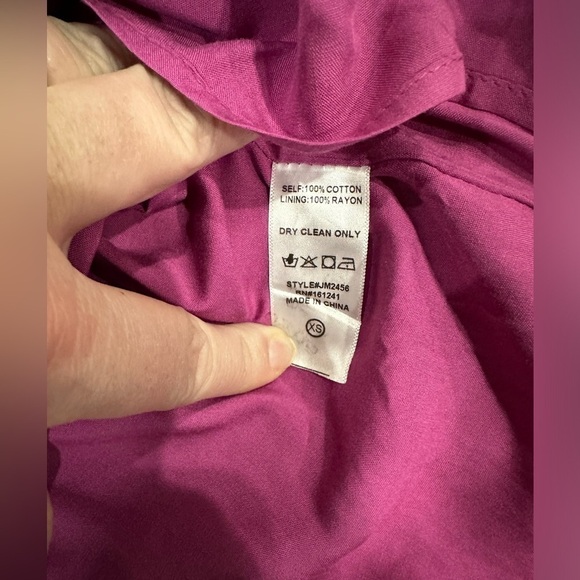 SELF:100% COTTON
LINING:100% RAYON
DRY CLEAN ONLY
STYLE#JM2456
RN#161241
MADE IN CHINA
XS